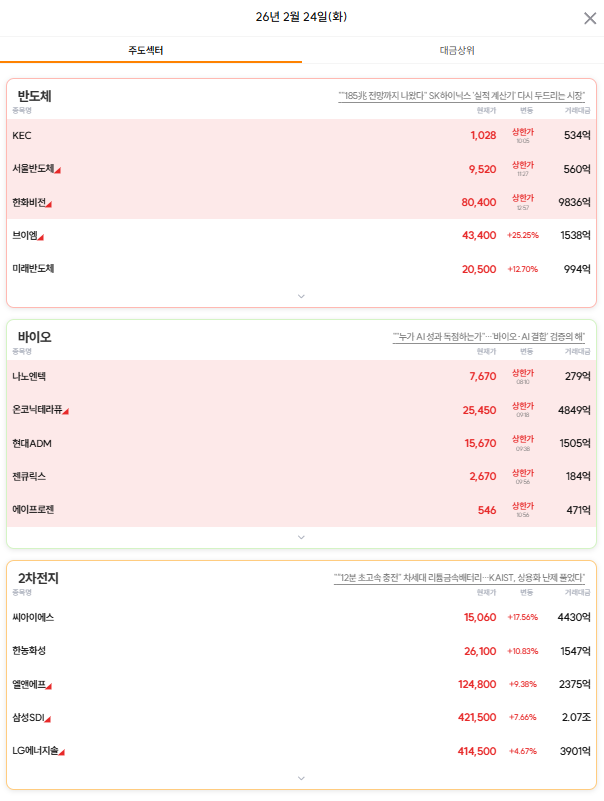 26년 2월 24일(화)
주도섹터 대금상위
반도체 ""185兆 전망까지 나왔다" SK하이닉스 '실적 계산기' 다시 두드리는 시장"
종목명 현재가 변동 거래대금
KEC 1,028 상한가 534억
10:05
서울반도체 9,520 상한가 560억
11:27
한화비전 80,400 상한가 9836억
12:57
브이엠 43,400 +25.25% 1538억
미래반도체 20,500 +12.70% 994억
바이오 ""누가 AI 성과 독점하는가"…'바이오·AI 결합' 검증의 해"
종목명 현재가 변동 거래대금
나노엔텍 7,670 상한가 279억
08:10
온코닉테라퓨 25,450 상한가 4849억
09:18
현대ADM 15,670 상한가 1505억
09:38
젠큐릭스 2,670 상한가 184억
09:56
에이프로젠 546 상한가 471억
10:56
2차전지 ""12분 초고속 충전" 차세대 리튬금속배터리…KAIST, 상용화 난제 풀었다"
종목명 현재가 변동 거래대금
씨아이에스 15,060 +17.56% 4430억
한농화성 26,100 +10.83% 1547억
엘앤에프 124,800 +9.38% 2375억
삼성SDI 421,500 +7.66% 2.07조
LG에너지솔 414,500 +4.67% 3901억